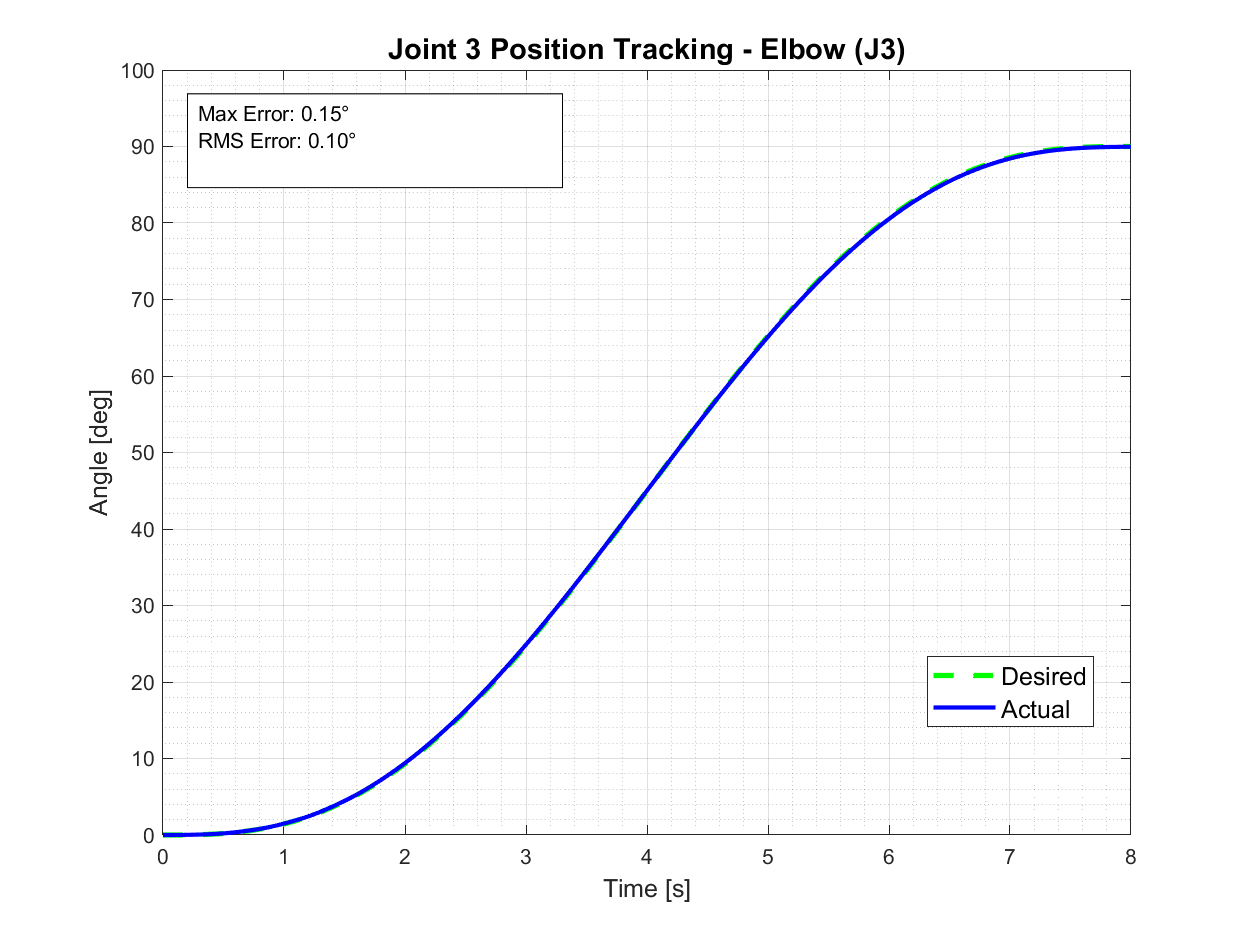 Joint 3 Position Tracking - Elbow (J3)
100
90
80
70
60
50
40
30
20
10
0
Max Error: 0.15°
RMS Error: 0.10°
Angle [deg]
Desired
Actual
0 1 2 3 4 5 6 7 8
Time [s]